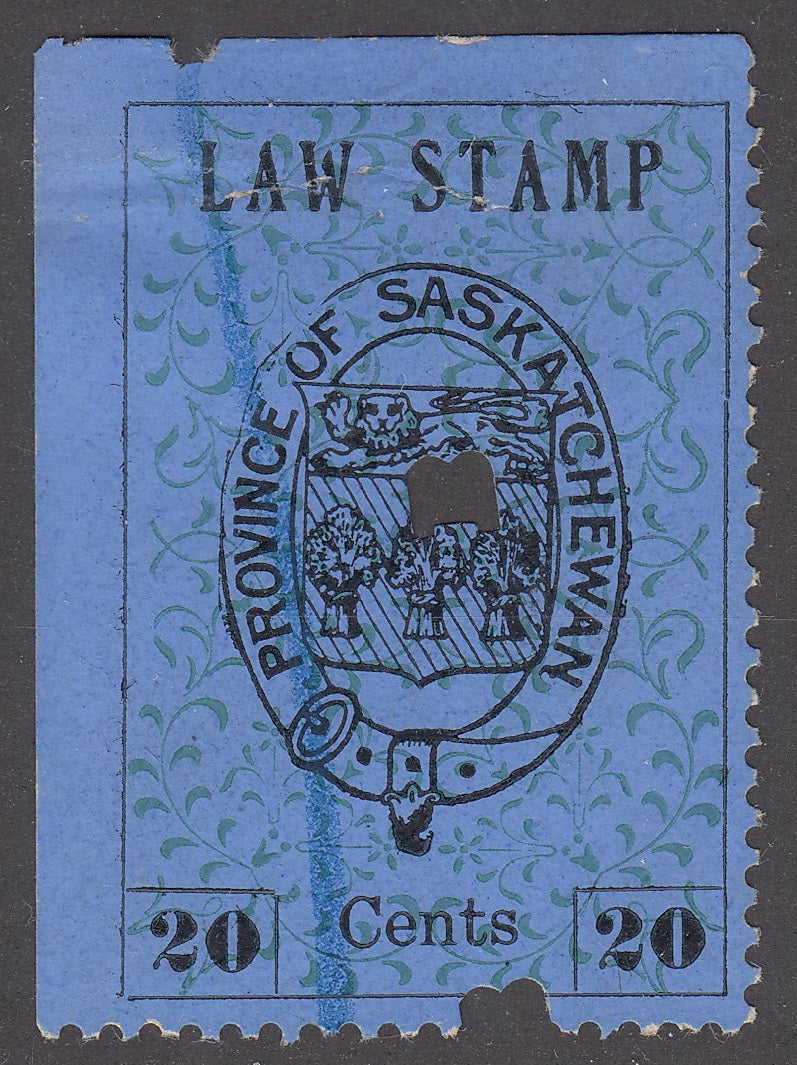 LAW STAMP
PROVINCE OF SASKATCHEWAN
20 Cents 20